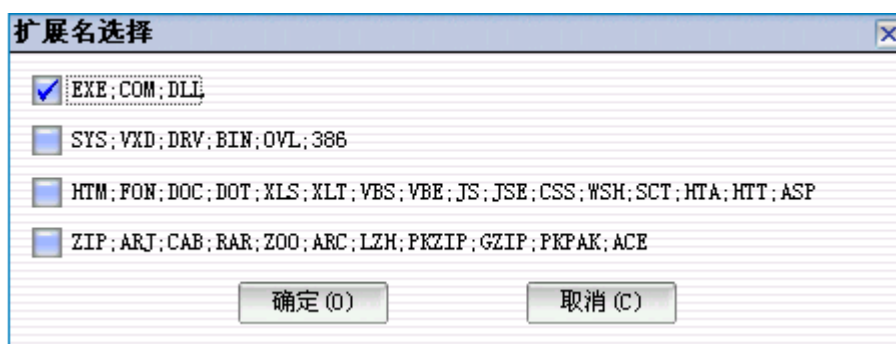 扩展名选择
EXE;COM;DLL
SYS;VXD;DRV;BIN;OVL;386
HTM;FON;DOC;DOT;XLS;XLT;VBS;VBE;JS;JSE;CSS;WSH;SCT;HTA;HTT;ASP
ZIP;ARJ;CAB;RAR;ZOO;ARC;LZH;PKZIP;GZIP;PKPAK;ACE
确定(O) 取消(C)